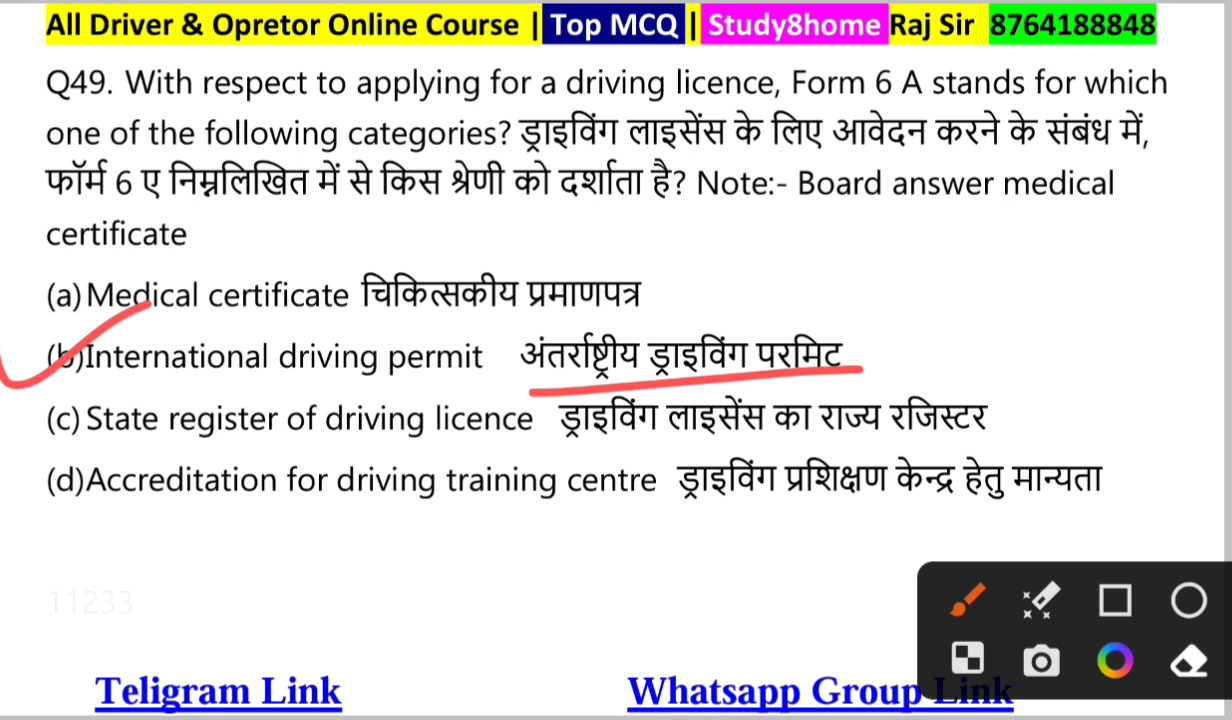 All Driver & Opretor Online Course | Top MCQ | Study8home Raj Sir 8764188848
Q49. With respect to applying for a driving licence, Form 6 A stands for which
one of the following categories? ड्राइविंग लाइसेंस के लिए आवेदन करने के संबंध में,
फॉर्म 6 ए निम्नलिखित में से किस श्रेणी को दर्शाता है? Note:- Board answer medical
certificate
(a) Medical certificate चिकित्सकीय प्रमाणपत्र
(b)International driving permit अंतर्राष्ट्रीय ड्राइविंग परमिट
(c) State register of driving licence ड्राइविंग लाइसेंस का राज्य रजिस्टर
(d)Accreditation for driving training centre ड्राइविंग प्रशिक्षण केन्द्र हेतु मान्यता
11233
Teligram Link Whatsapp Group Link